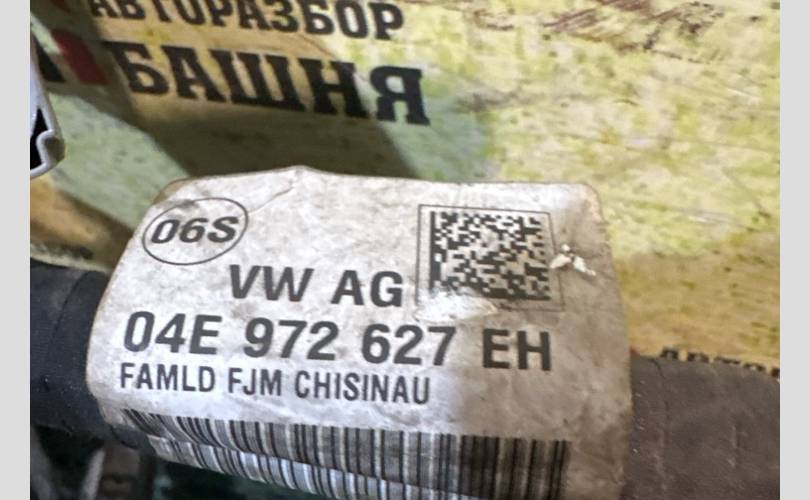 АВТОРАЗБОР
БАШНЯ
06S
VW AG
04E 972 627 EH
FAMLD FJM CHISINAU